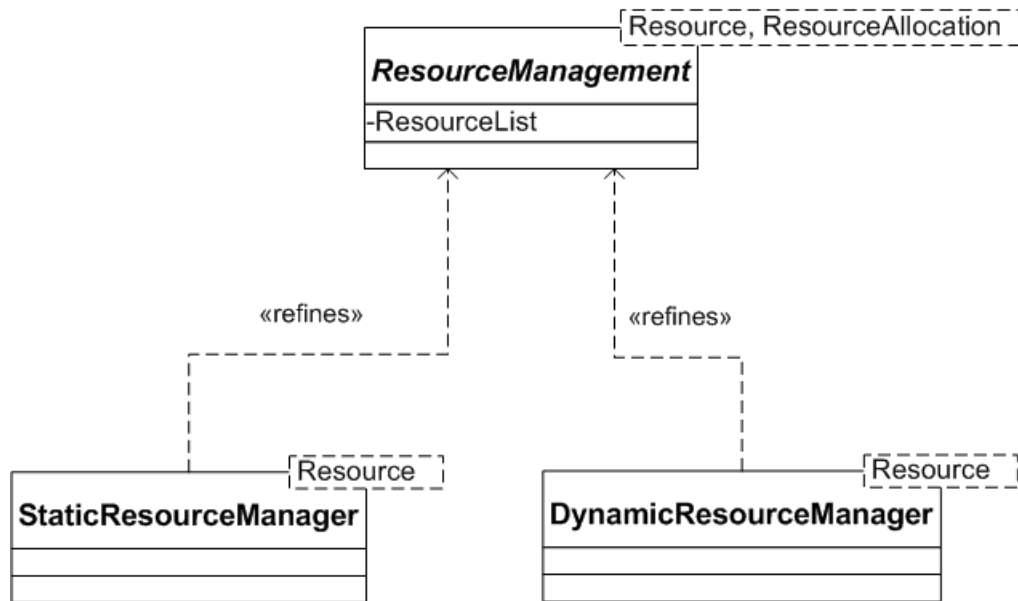 Resource, ResourceAllocation
ResourceManagement
-ResourceList
«refines»
«refines»
Resource
StaticResourceManager
Resource
DynamicResourceManager